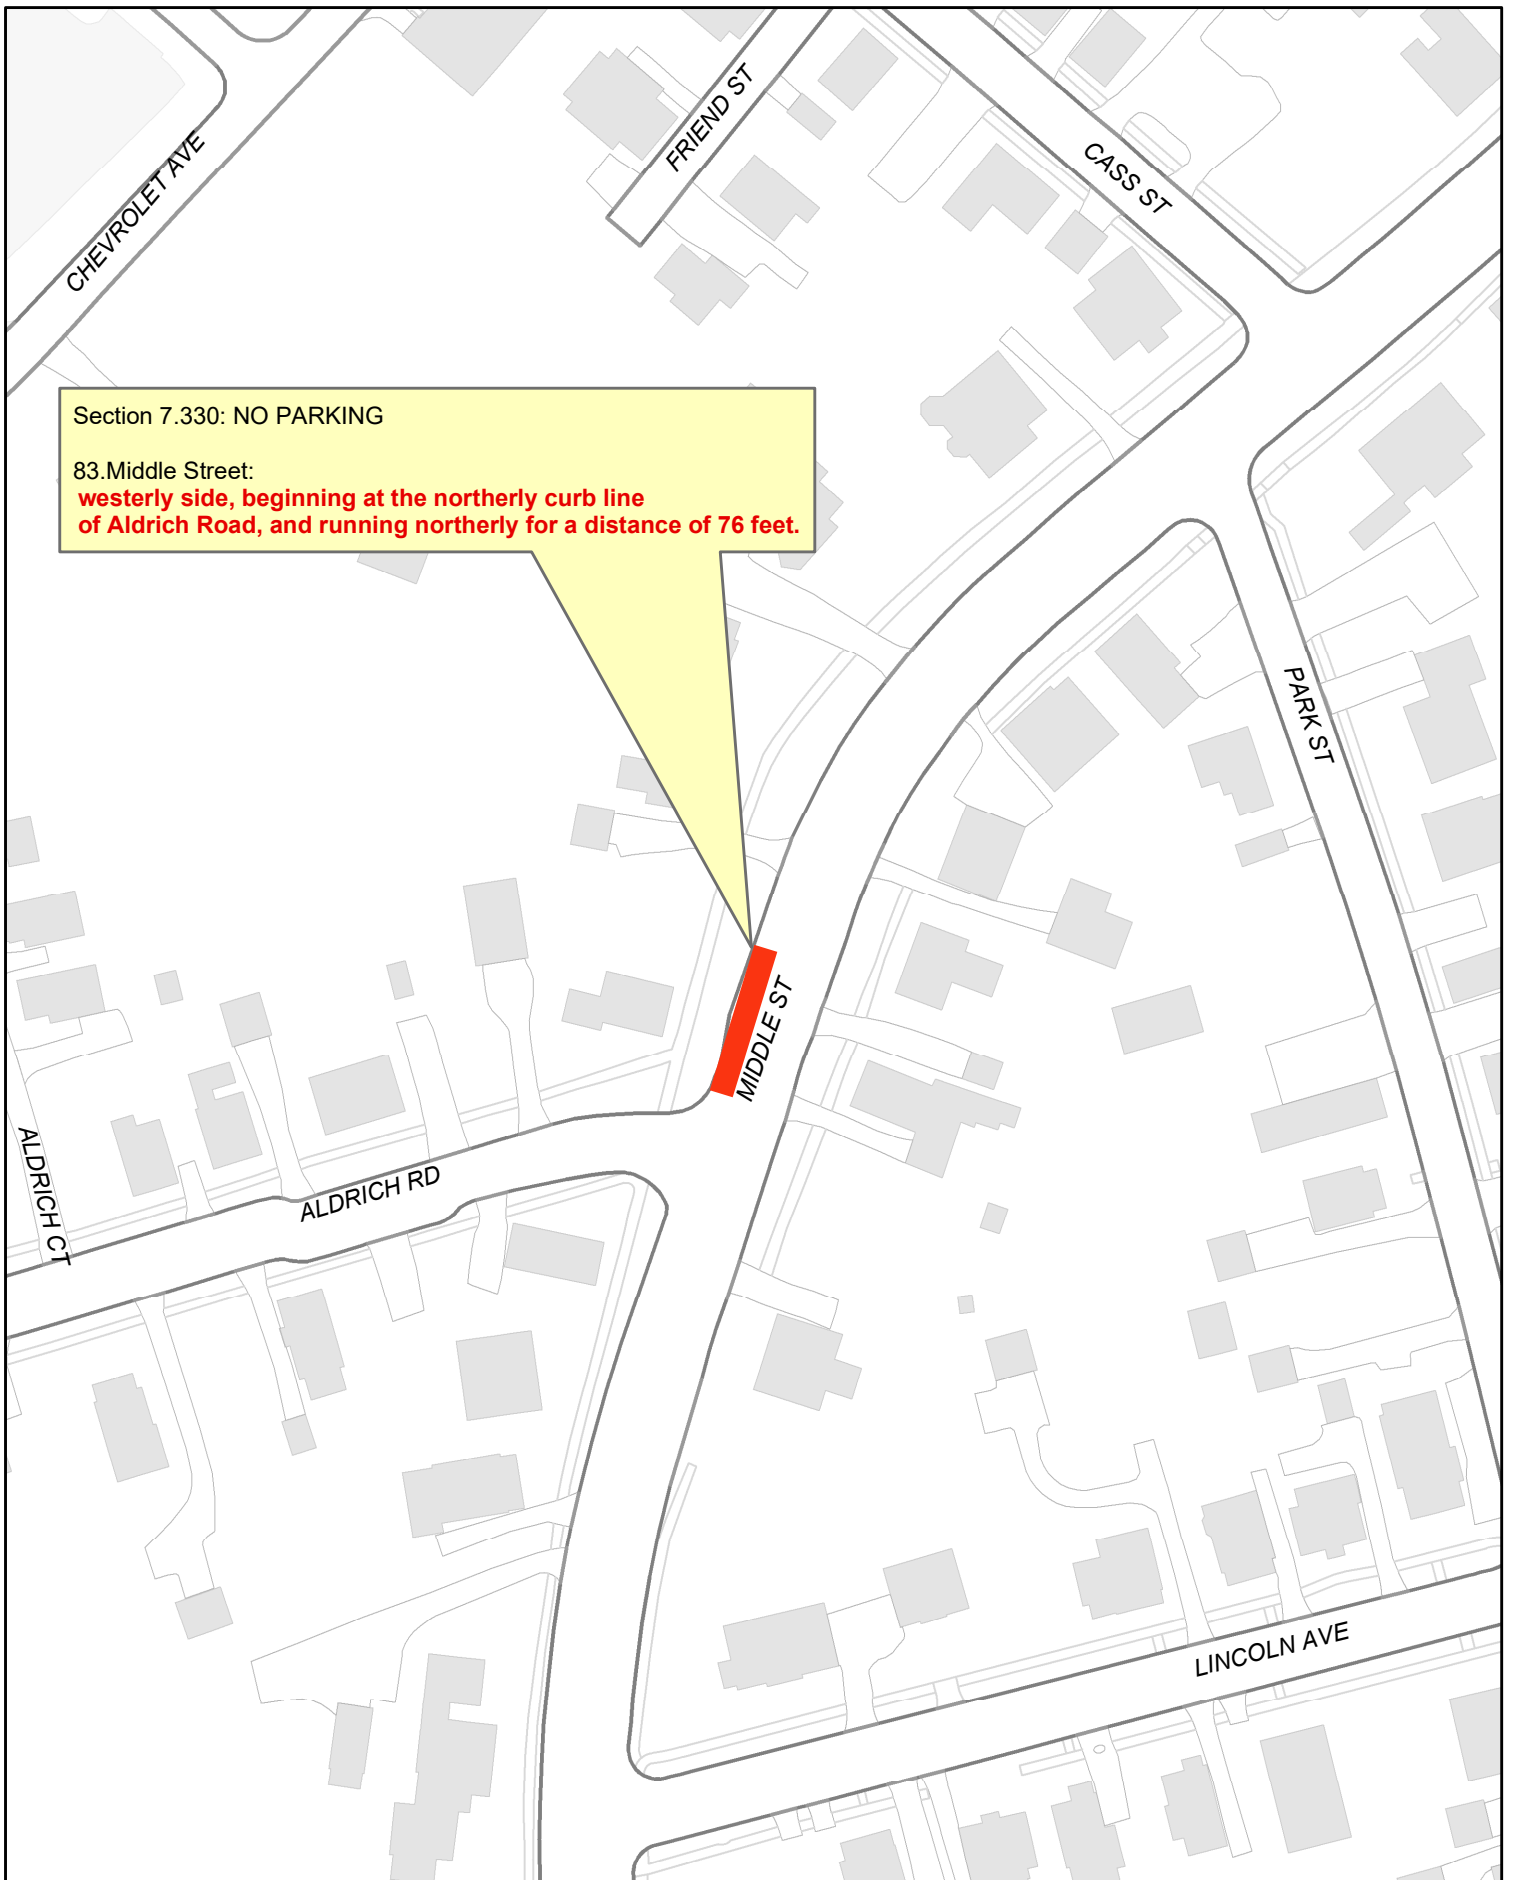 FRIEND ST
CASS ST
CHEVROLET AVE
Section 7.330: NO PARKING
83.Middle Street:
westerly side, beginning at the northerly curb line
of Aldrich Road, and running northerly for a distance of 76 feet.
PARK ST
MIDDLE ST
ALDRICH CT
ALDRICH RD
LINCOLN AVE